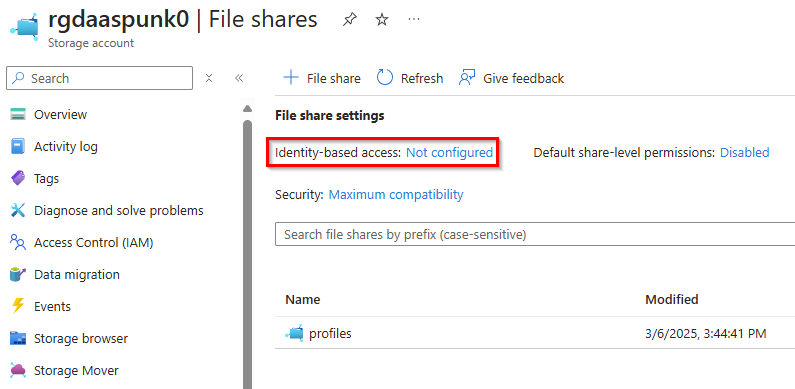 rgdaaspunk0 | File shares
Storage account
Search
Overview
Activity log
Tags
Diagnose and solve problems
Access Control (IAM)
Data migration
Events
Storage browser
Storage Mover
File share
Refresh
Give feedback
File share settings
Identity-based access: Not configured
Default share-level permissions: Disabled
Security: Maximum compatibility
Search file shares by prefix (case-sensitive)
Name Modified
profiles 3/6/2025, 3:44:41 PM